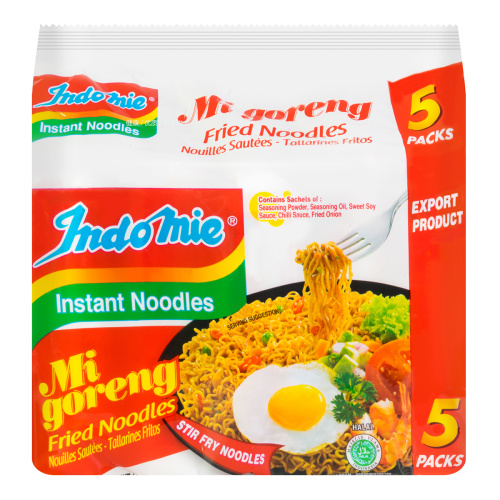 Indomie
Instant Noodles
Mi goreng
Fried Noodles
Nouilles Sautées - Tallarines Fritos
5
PACKS
Contains Sachets of :
Seasoning Powder, Seasoning Oil, Sweet Soy
Sauce, Chilli Sauce, Fried Onion
EXPORT
PRODUCT
Indomie®
Instant Noodles
SERVING SUGGESTION
Mi
goreng
Fried Noodles
Nouilles Sautées - Tallarines Fritos
STIR FRY NOODLES
HALAL
5
PACKS